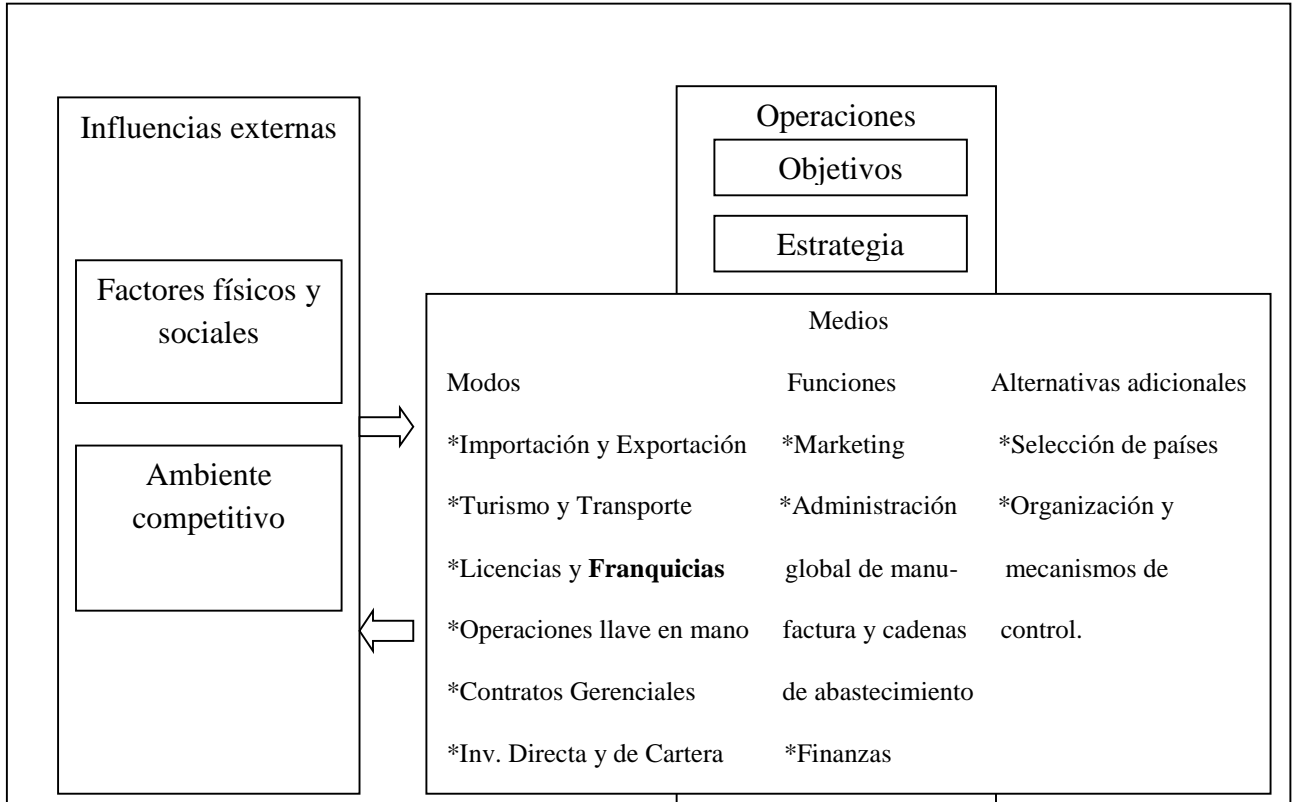 Influencias externas
Factores físicos y
sociales
Ambiente
competitivo
Operaciones
Objetivos
Estrategia
Medios
Modos
*Importación y Exportación
*Turismo y Transporte
*Licencias y Franquicias
*Operaciones llave en mano
*Contratos Gerenciales
*Inv. Directa y de Cartera
Funciones
*Marketing
*Administración
global de manu-
factura y cadenas
de abastecimiento
*Finanzas
Alternativas adicionales
*Selección de países
*Organización y
mecanismos de
control.